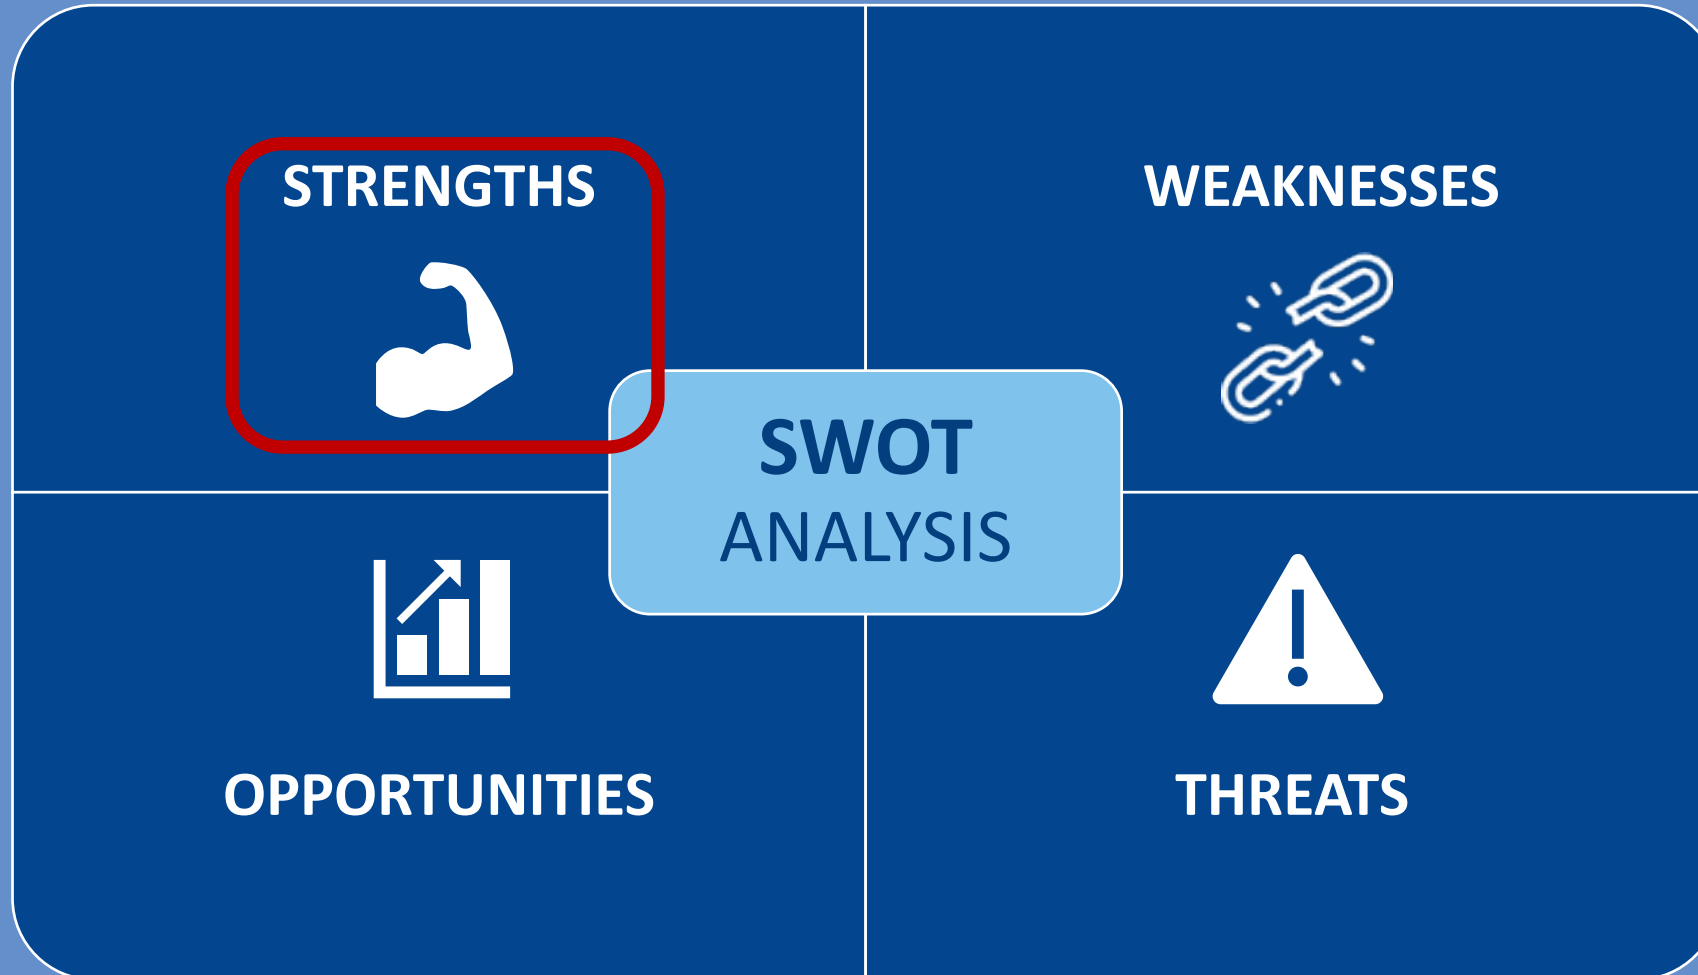 STRENGTHS
WEAKNESSES
SWOT
ANALYSIS
OPPORTUNITIES
THREATS